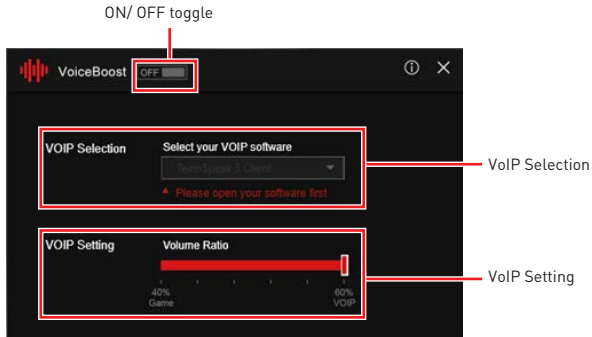 ON/ OFF toggle
VoiceBoost OFF
VOIP Selection Select your VOIP software
TeamSpeak 3 Client
Please open your software first
VoIP Selection
VOIP Setting Volume Ratio
40% 60%
Game VOIP
VoIP Setting